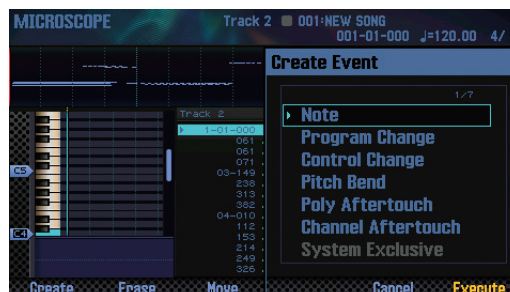 MICROSCOPE
Track 2 001:NEW SONG
001-01-000 ♩=120.00 4/
Create Event
1/7
Note
Program Change
Control Change
Pitch Bend
Poly Aftertouch
Channel Aftertouch
System Exclusive
Track 2
1-01-000
061
061
071
03-149
238
313
382
04-010
112
153
214
249
326
C5
C4
Create Erase Move Cancel Execute